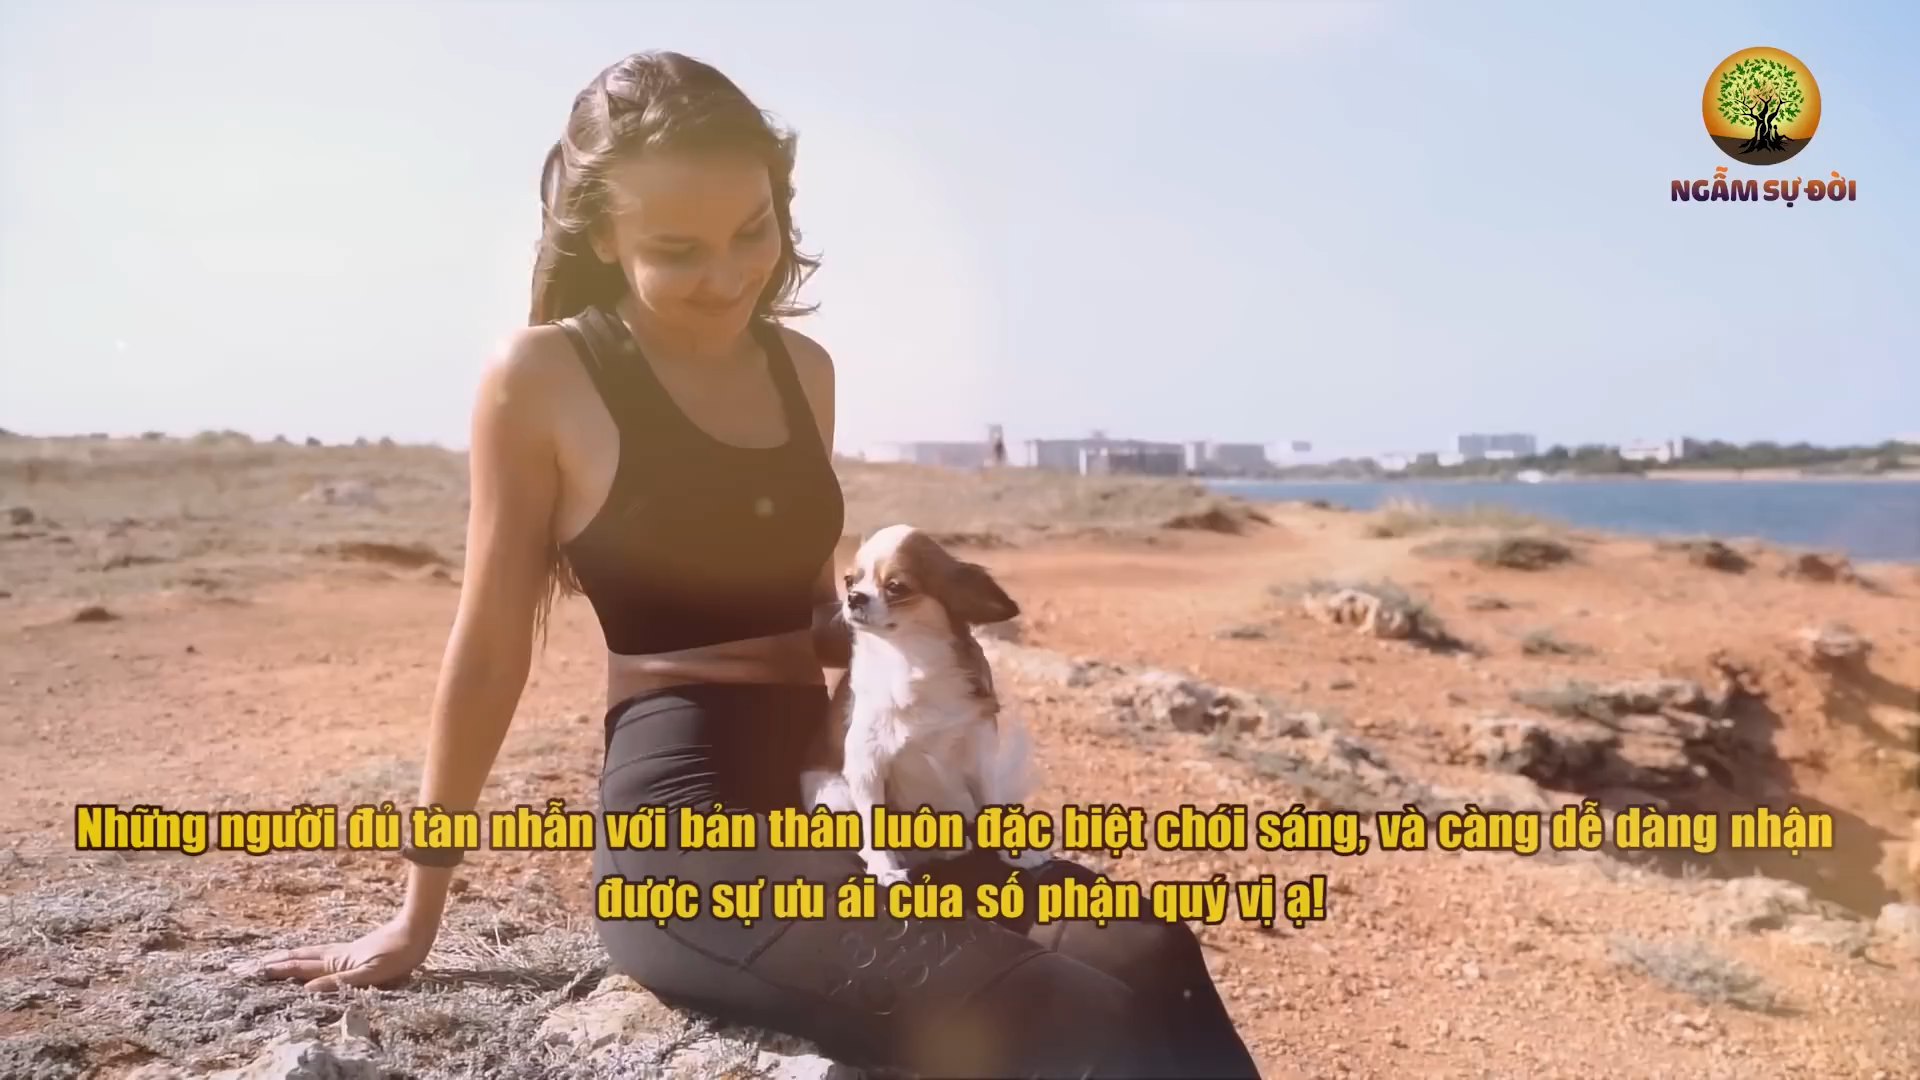 NGẪM SỰ ĐỜI
Những người đủ tàn nhẫn với bản thân luôn đặc biệt chói sáng, và càng dễ dàng nhận
được sự ưu ái của số phận quý vị ạ!